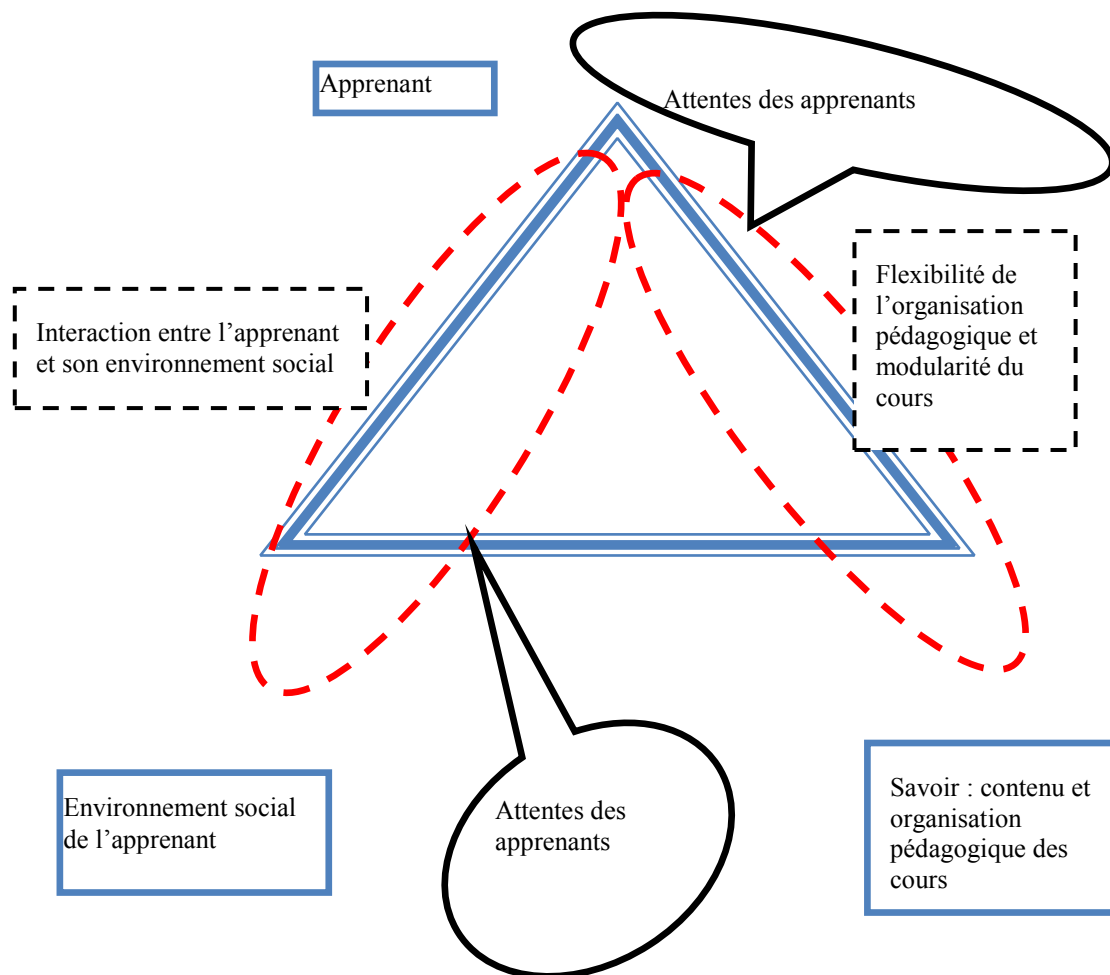 Apprenant
Attentes des apprenants
Interaction entre l’apprenant
et son environnement social
Flexibilité de
l’organisation
pédagogique et
modularité du
cours
Environnement social
de l’apprenant
Attentes des
apprenants
Savoir : contenu et
organisation
pédagogique des
cours